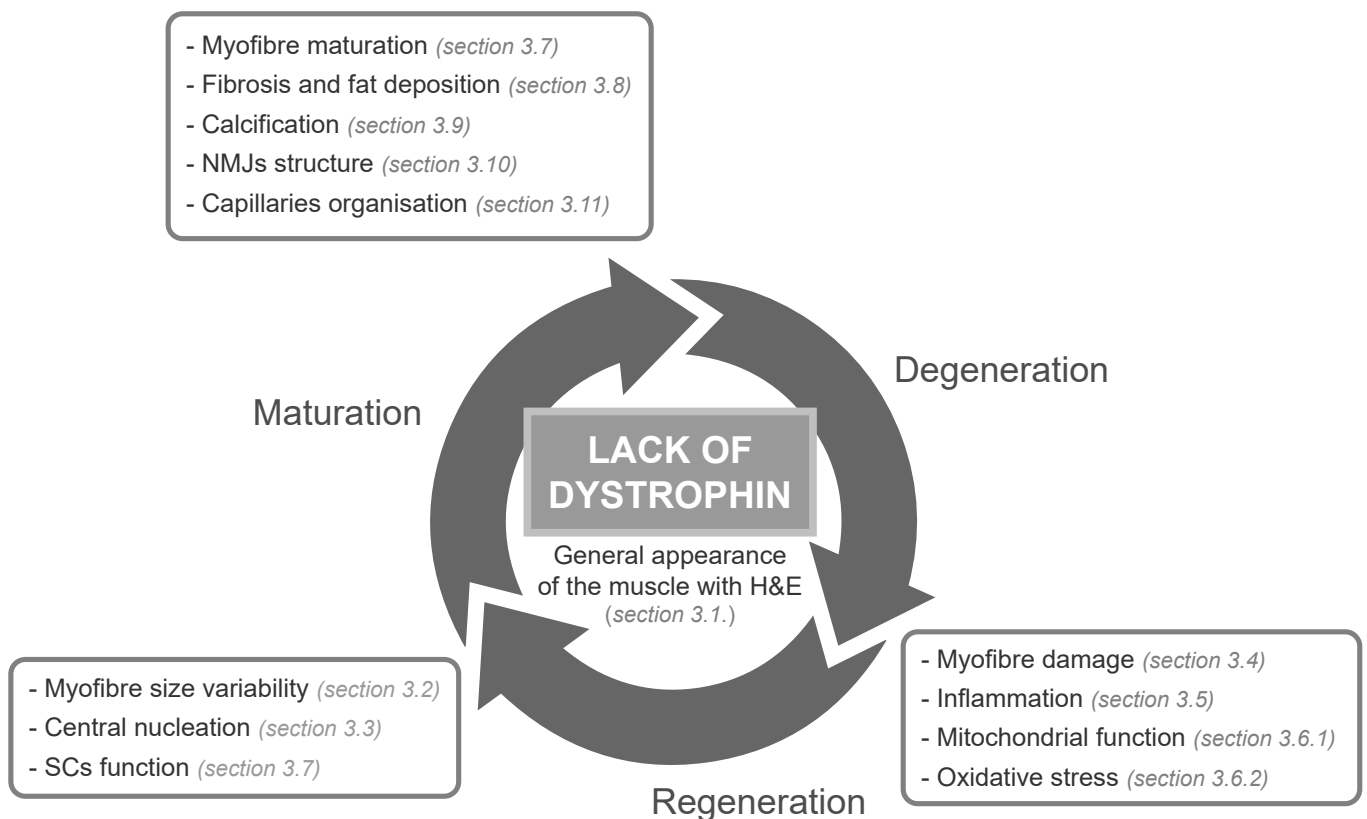 - Myofibre maturation (section 3.7)
- Fibrosis and fat deposition (section 3.8)
- Calcification (section 3.9)
- NMJs structure (section 3.10)
- Capillaries organisation (section 3.11)
Degeneration
Maturation
LACK OF
DYSTROPHIN
General appearance
of the muscle with H&E
(section 3.1.)
- Myofibre size variability (section 3.2)
- Central nucleation (section 3.3)
- SCs function (section 3.7)
- Myofibre damage (section 3.4)
- Inflammation (section 3.5)
- Mitochondrial function (section 3.6.1)
- Oxidative stress (section 3.6.2)
Regeneration